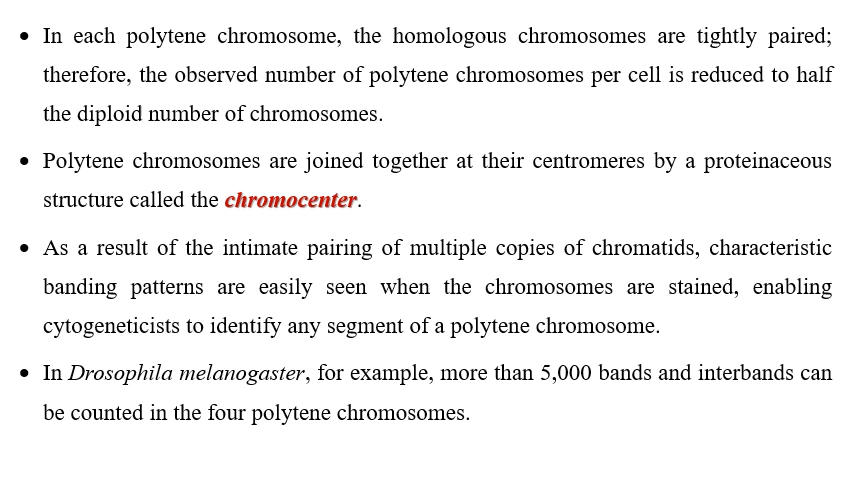 • In each polytene chromosome, the homologous chromosomes are tightly paired;
therefore, the observed number of polytene chromosomes per cell is reduced to half
the diploid number of chromosomes.
• Polytene chromosomes are joined together at their centromeres by a proteinaceous
structure called the chromocenter.
• As a result of the intimate pairing of multiple copies of chromatids, characteristic
banding patterns are easily seen when the chromosomes are stained, enabling
cytogeneticists to identify any segment of a polytene chromosome.
• In Drosophila melanogaster, for example, more than 5,000 bands and interbands can
be counted in the four polytene chromosomes.